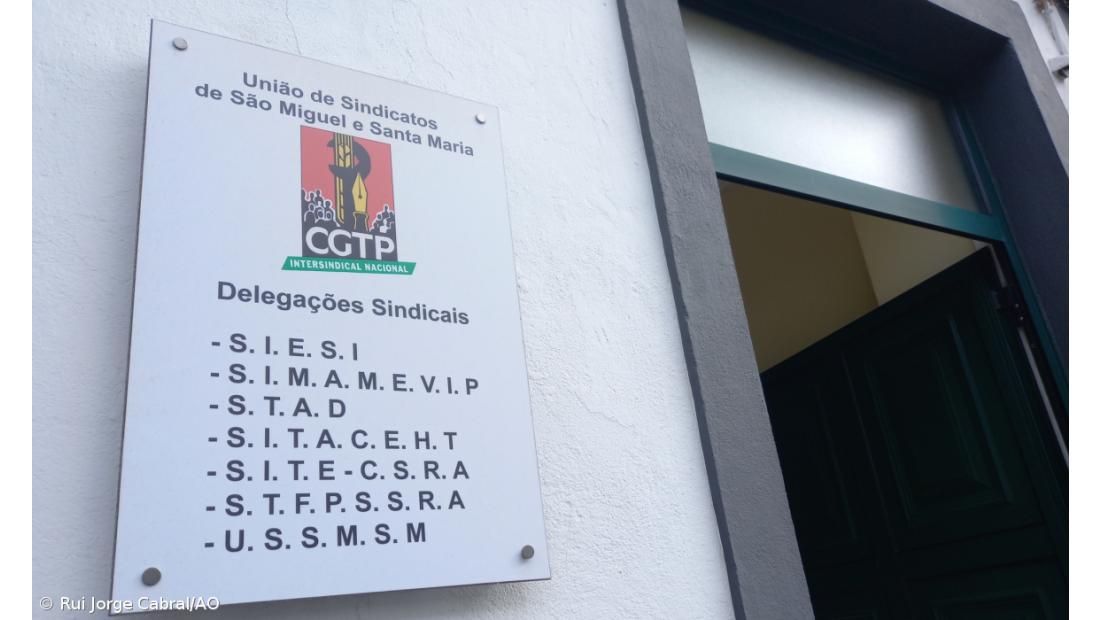 União de Sindicatos
de São Miguel e Santa Maria
CGTP
INTERSINDICAL NACIONAL
Delegações Sindicais
- S. I. E. S. I
- S. I. M. A. M. E. V. I. P
- S. T. A. D
- S. I. T. A. C. E. H. T
- S. I. T. E - C. S. R. A
- S. T. F. P. S. S. R. A
- U. S. S. M. S. M
© Rui Jorge Cabral/AO